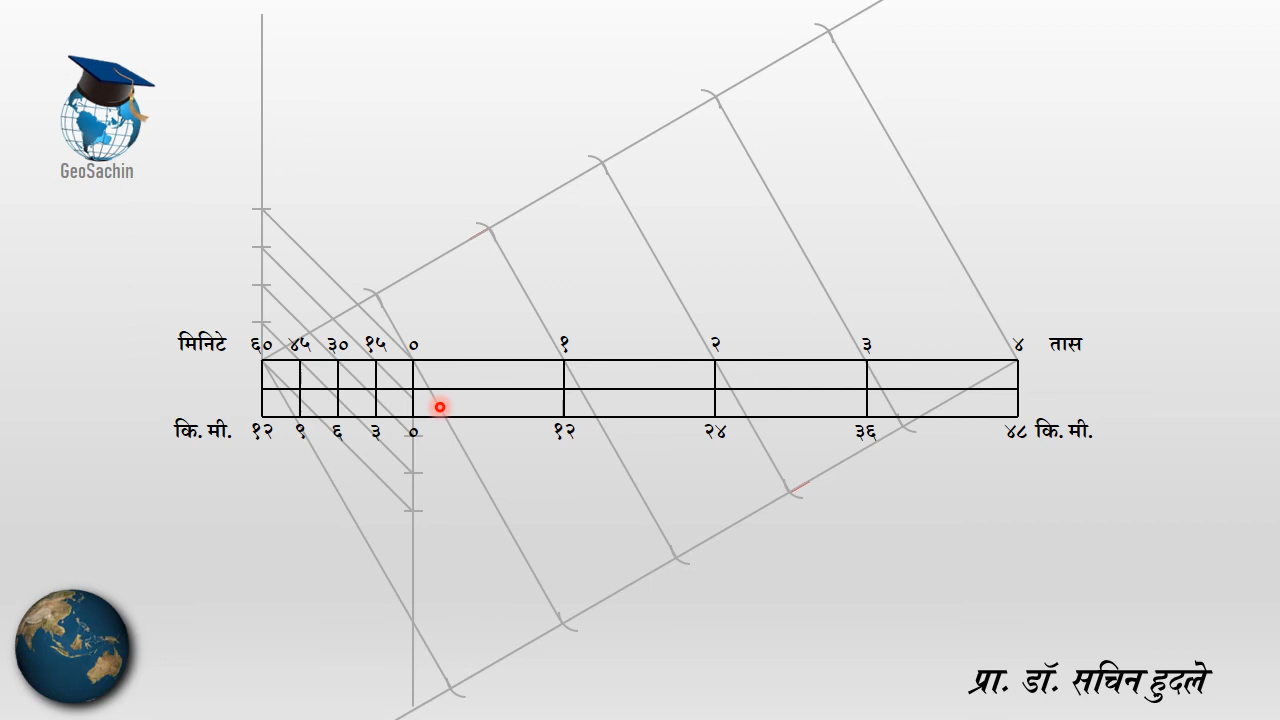 GeoSachin
मिनिटे ६० ४५ ३० १५ ० १ २ ३ ४ तास
कि. मी. १२ ९ ६ ३ ० १२ २४ ३६ ४८ कि. मी.
प्रा. डॉ. सचिन हुदले